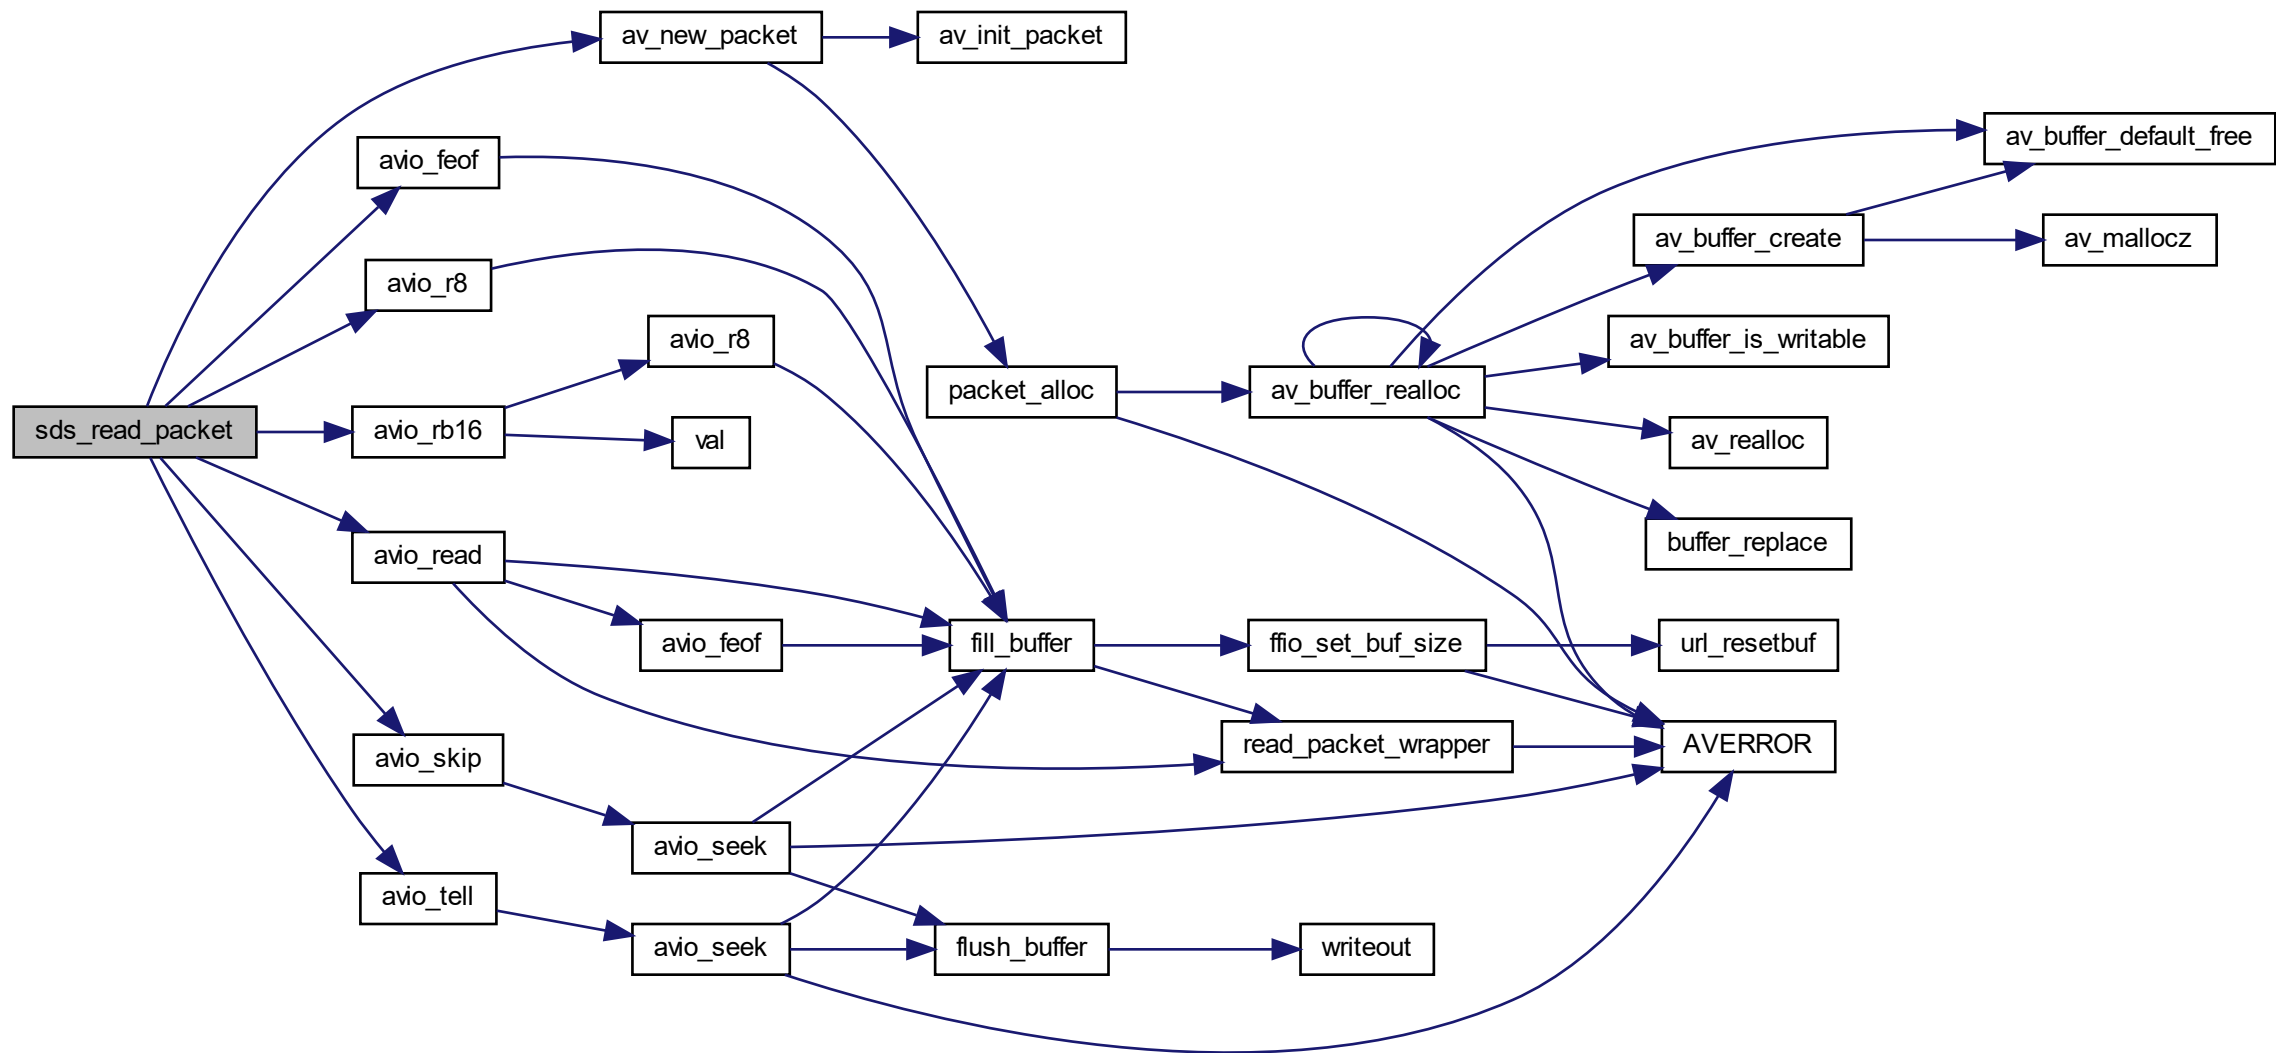 av_new_packet
av_init_packet
avio_feof
av_buffer_default_free
avio_r8
av_buffer_create
av_mallocz
avio_r8
av_buffer_is_writable
sds_read_packet
avio_rb16
val
packet_alloc
av_buffer_realloc
av_realloc
avio_read
buffer_replace
avio_feof
fill_buffer
ffio_set_buf_size
url_resetbuf
avio_skip
read_packet_wrapper
AVERROR
avio_seek
avio_tell
avio_seek
flush_buffer
writeout